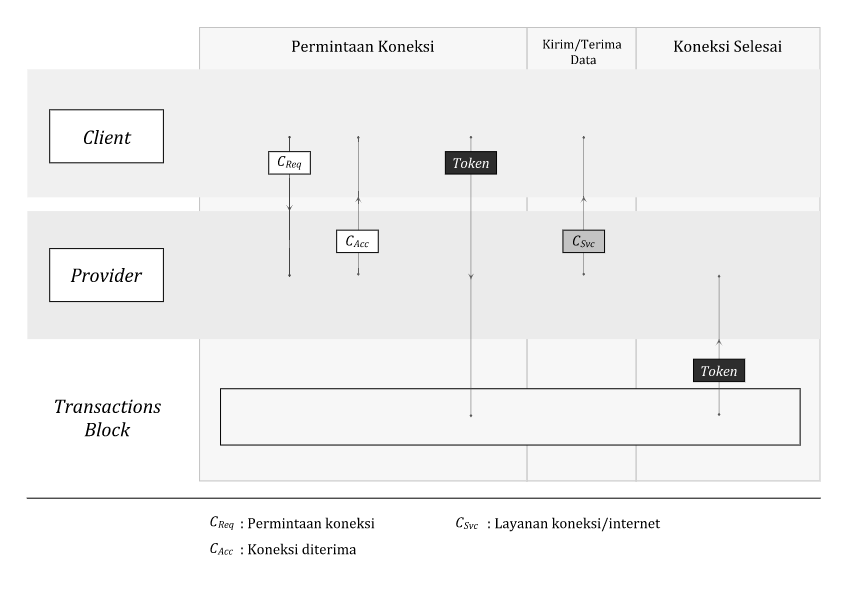 Permintaan Koneksi
Kirim/Terima
Data
Koneksi Selesai
Client
C_Req
Token
C_Acc
C_Svc
Provider
Token
Transactions
Block
C_Req : Permintaan koneksi
C_Svc : Layanan koneksi/internet
C_Acc : Koneksi diterima